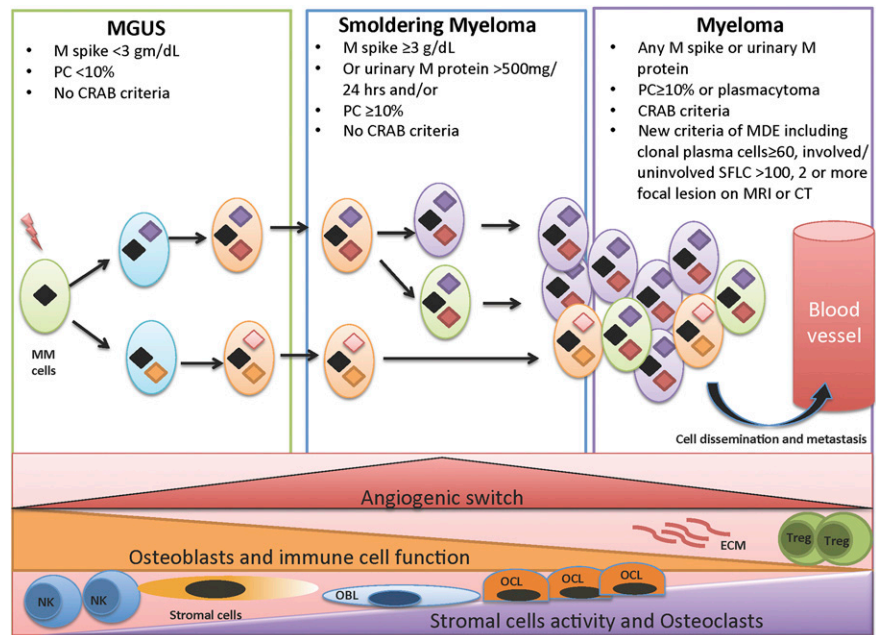 MGUS
• M spike <3 gm/dL
• PC <10%
• No CRAB criteria
Smoldering Myeloma
• M spike ≥3 g/dL
• Or urinary M protein >500mg/
24 hrs and/or
• PC ≥10%
• No CRAB criteria
Myeloma
• Any M spike or urinary M
protein
• PC≥10% or plasmacytoma
• CRAB criteria
• New criteria of MDE including
clonal plasma cells≥60, involved/
uninvolved SFLC >100, 2 or more
focal lesion on MRI or CT
MM
cells
Blood
vessel
Cell dissemination and metastasis
Angiogenic switch
Osteoblasts and immune cell function
ECM
Treg
Treg
NK
NK
Stromal cells
OBL
OCL
OCL
OCL
Stromal cells activity and Osteoclasts